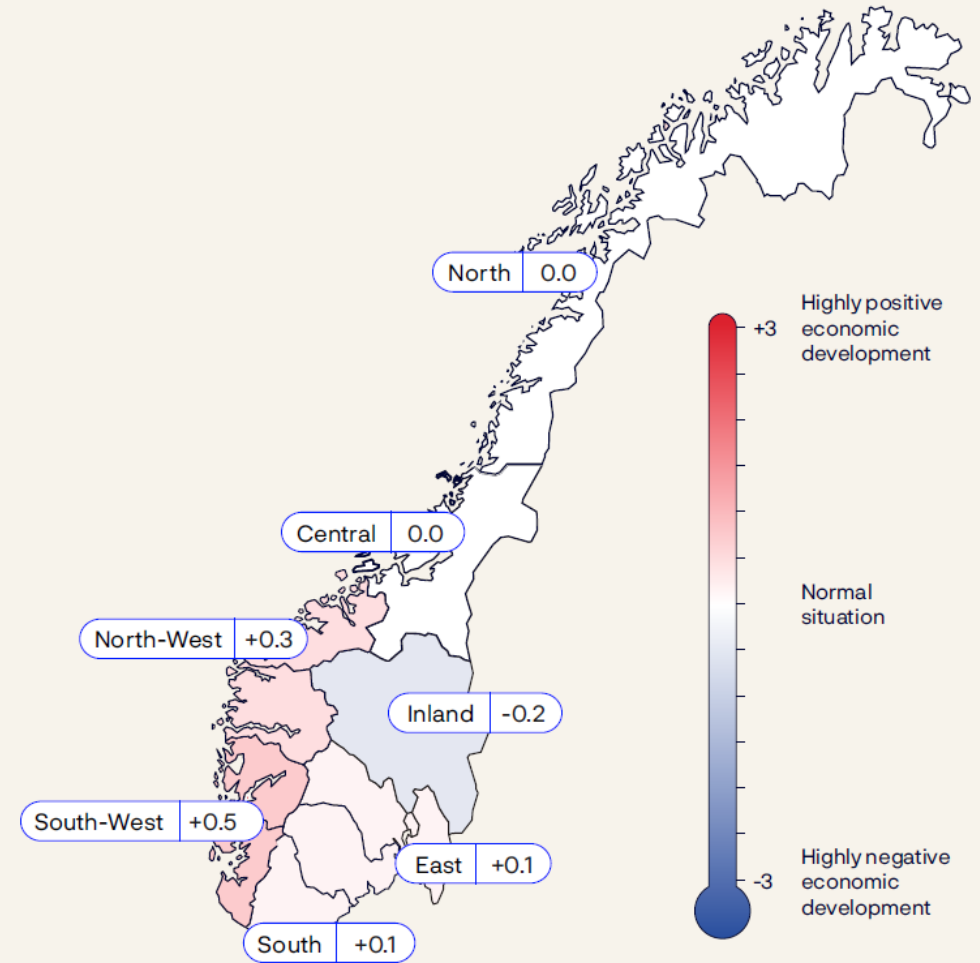 North 0.0
Highly positive
economic
development
+3
Central 0.0
Normal
situation
North-West +0.3
Inland -0.2
South-West +0.5
East +0.1
Highly negative
economic
development
-3
South +0.1